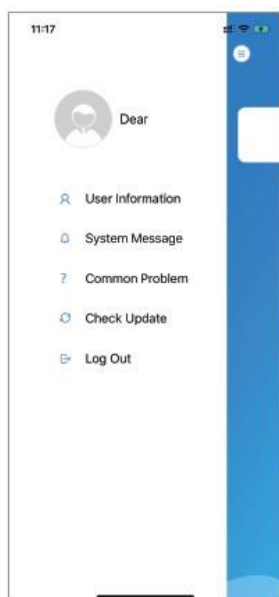 11:17
Dear
User Information
System Message
? Common Problem
Check Update
Log Out